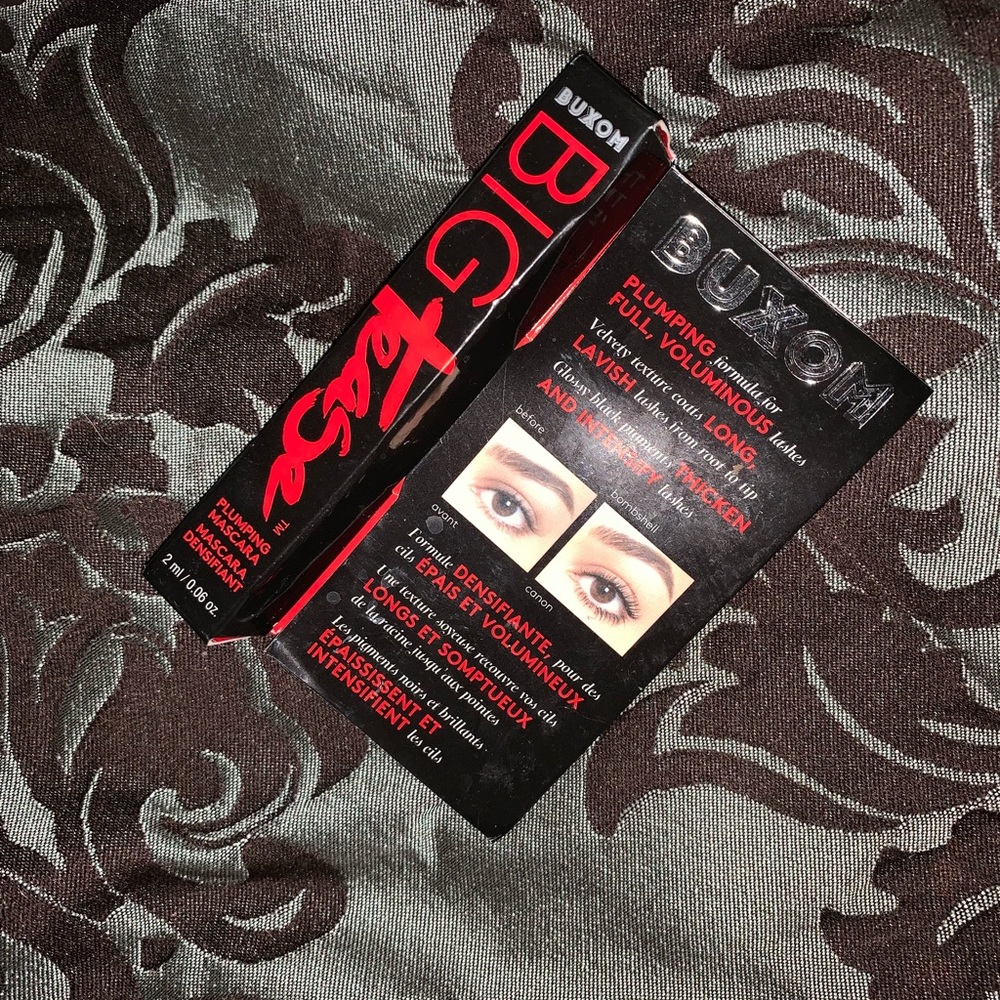 BUXOM
BIG
tease™
PLUMPING
MASCARA
MASCARA
DENSIFIANT
2 ml / 0.06 oz.
BUXOM
PLUMPING formula for
FULL, VOLUMINOUS lashes
Velvety texture coats LONG,
LAVISH lashes from root to tip
Glossy black pigments THICKEN
AND INTENSIFY lashes
before
avant
bombshell
canon
Formule DENSIFIANTE pour des
cils ÉPAIS ET VOLUMINEUX
Une texture soyeuse recouvre vos cils
LONGS ET SOMPTUEUX
de la racine jusqu'aux pointes
Les pigments noirs et brillants
ÉPAISSISSENT ET
INTENSIFIENT les cils